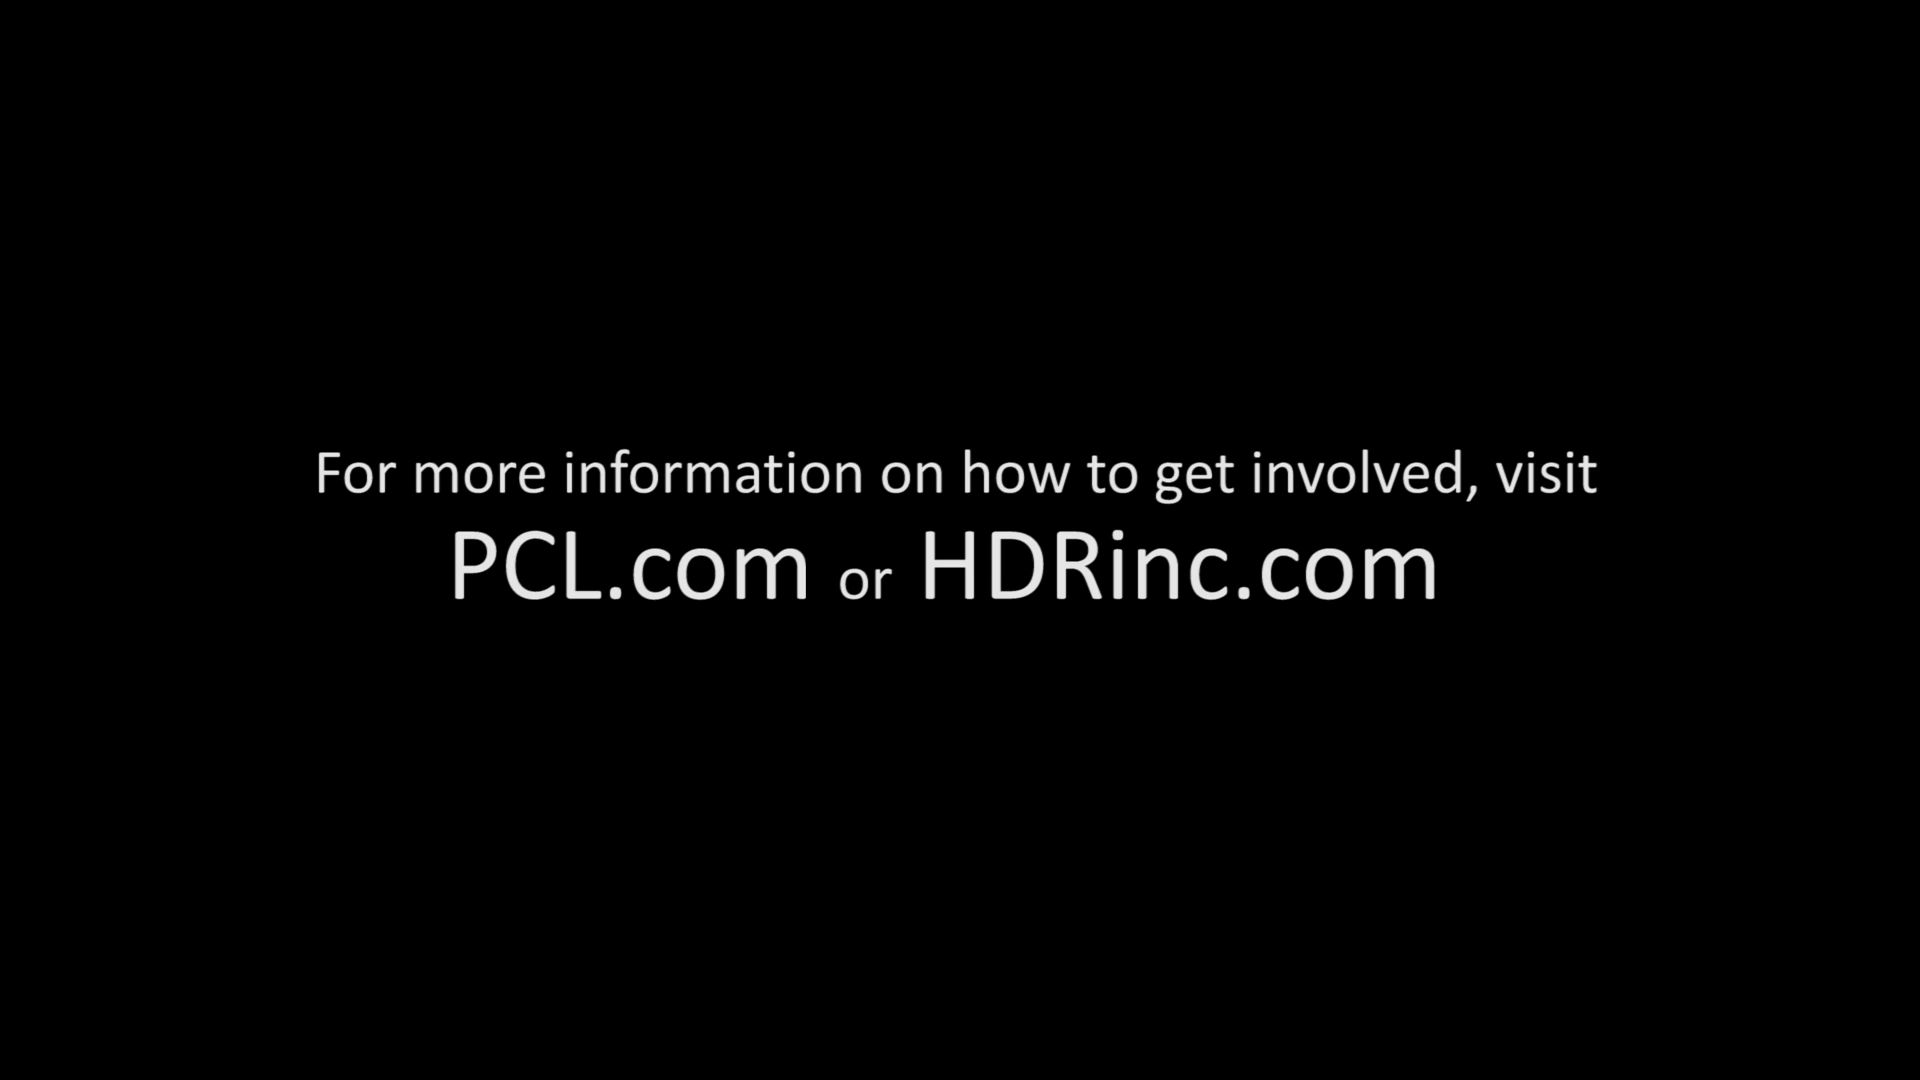 For more information on how to get involved, visit
PCL.com or HDRinc.com